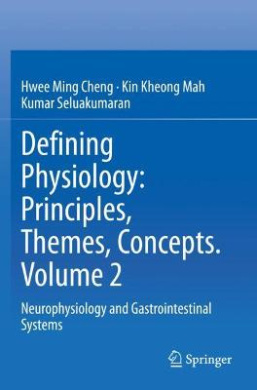 Hwee Ming Cheng · Kin Kheong Mah
Kumar Seluakumaran
Defining
Physiology:
Principles,
Themes, Concepts.
Volume 2
Neurophysiology and Gastrointestinal
Systems
Springer